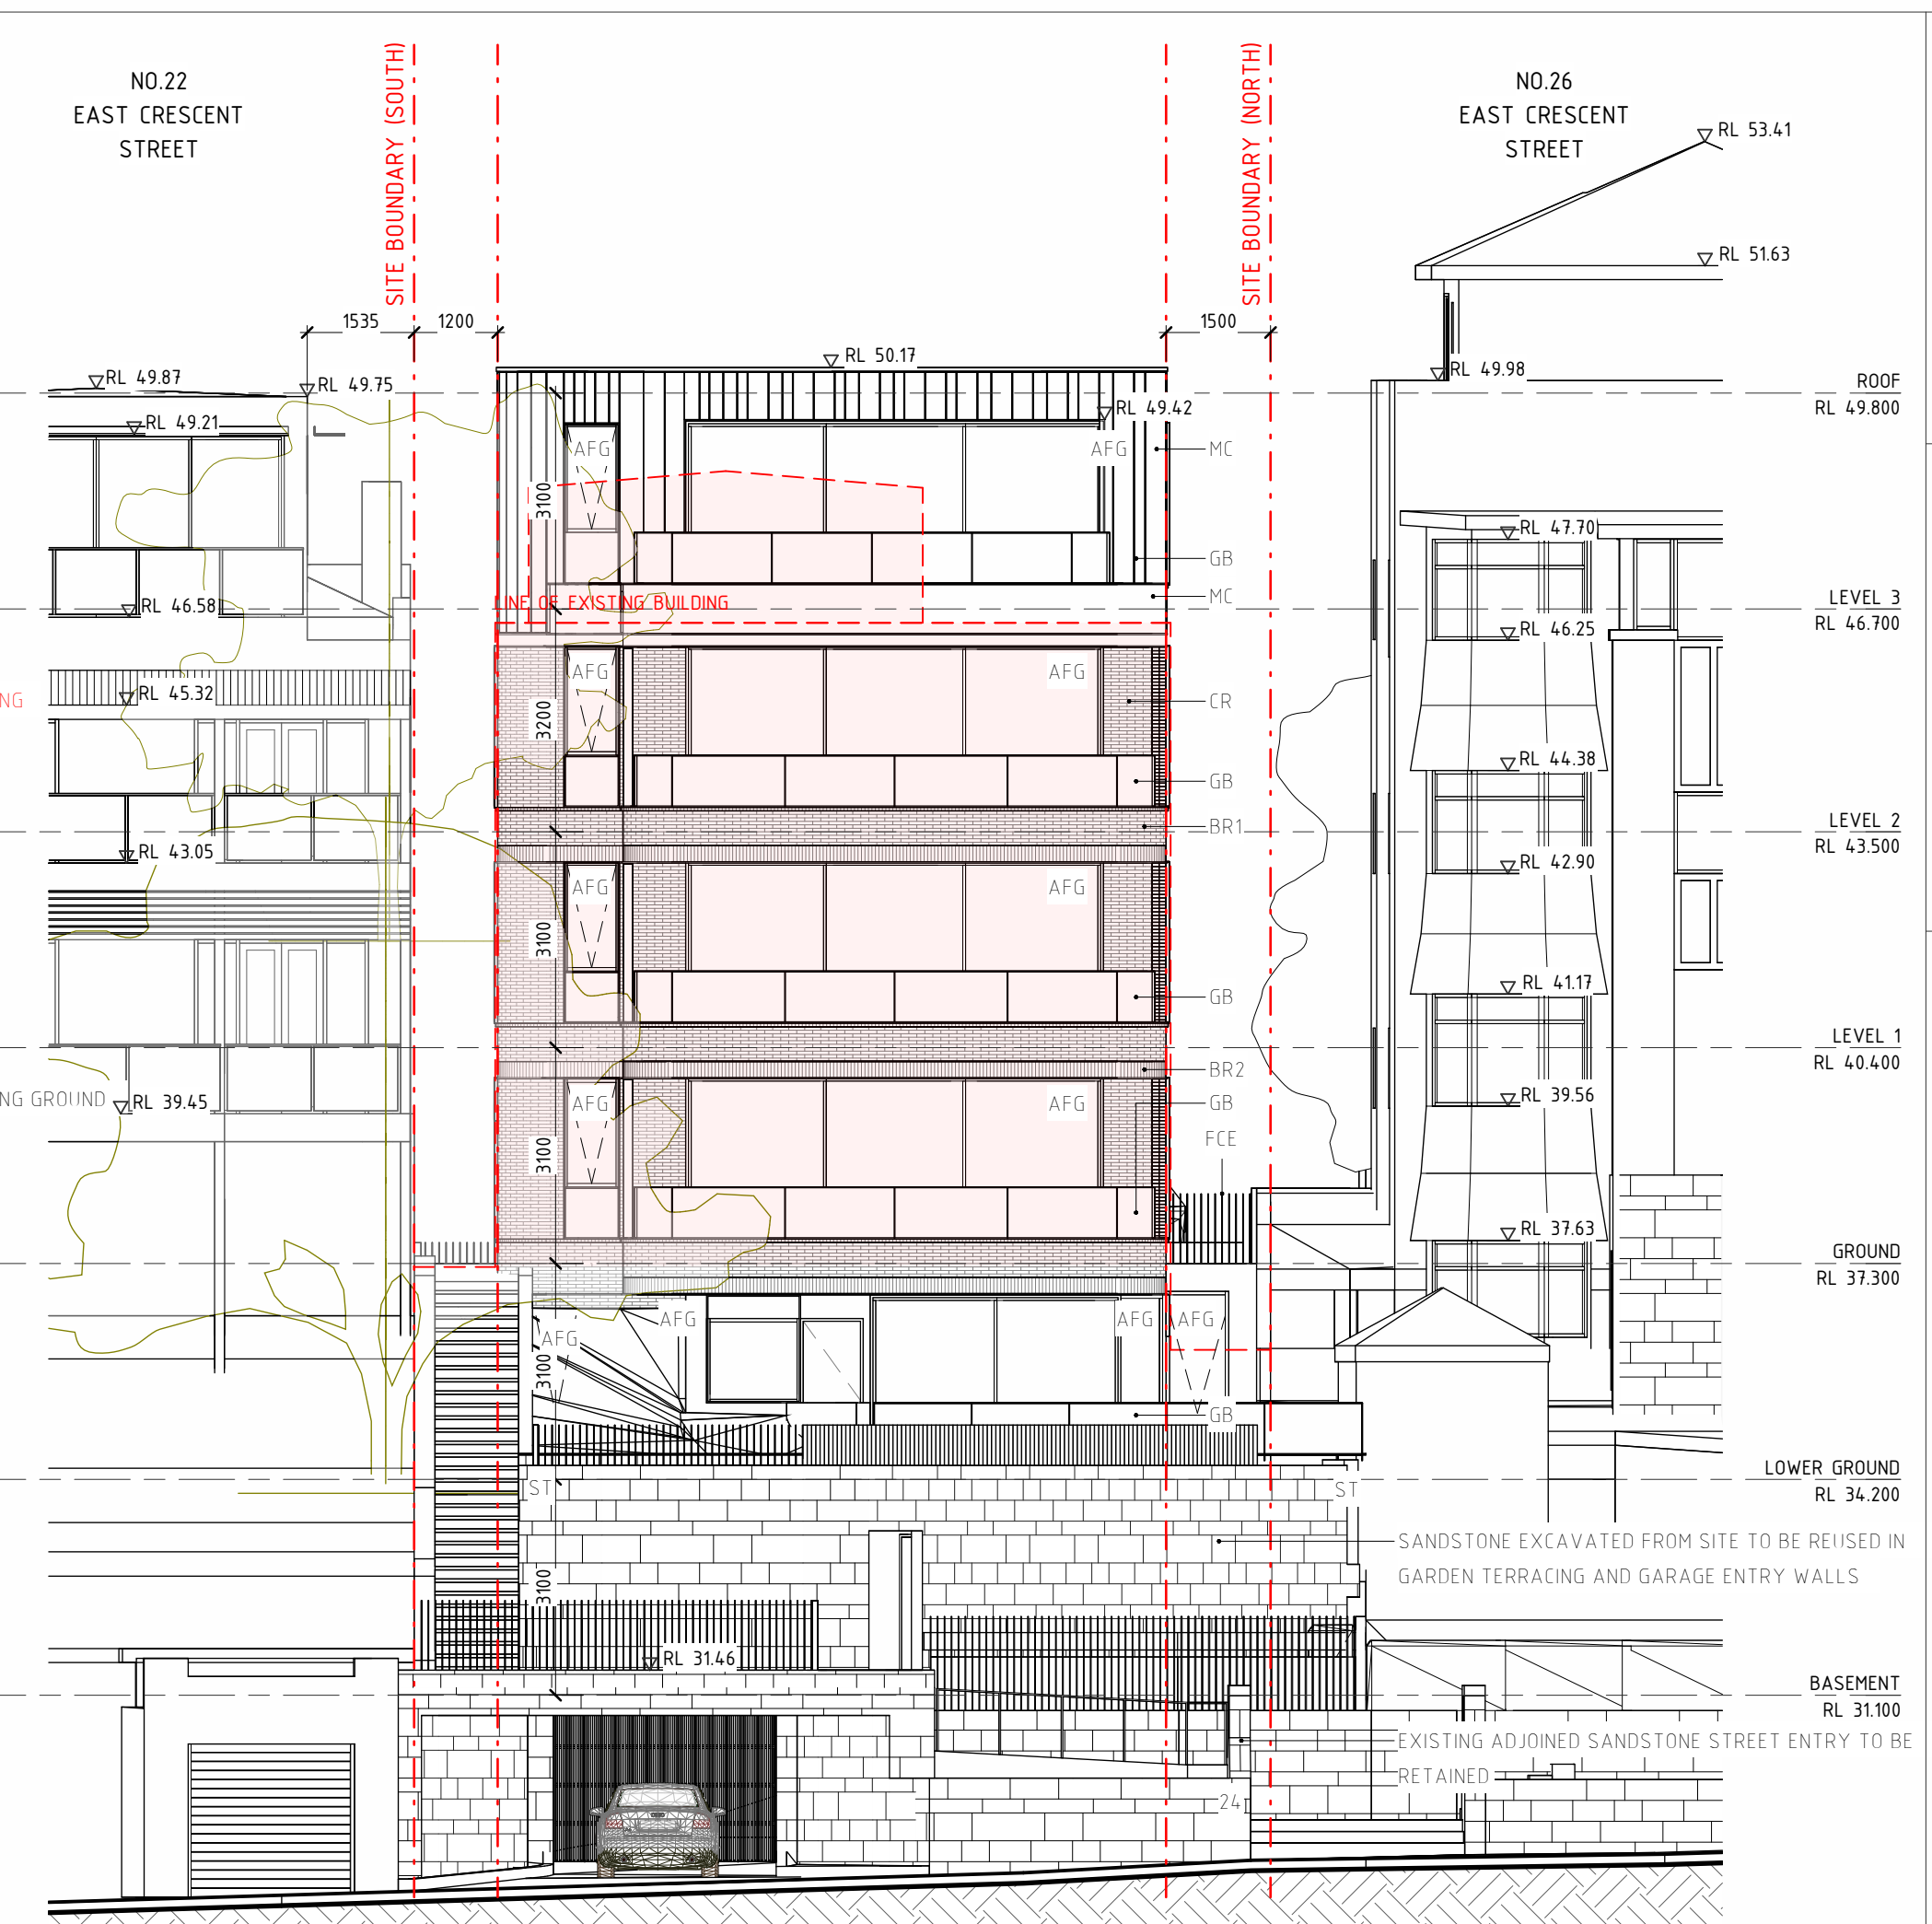 NO.22
EAST CRESCENT
STREET
SITE BOUNDARY (SOUTH)
SITE BOUNDARY (NORTH)
NO.26
EAST CRESCENT
STREET
RL 53.41
RL 51.63
1535
1200
1500
RL 50.17
RL 49.87
RL 49.75
RL 49.98
ROOF
RL 49.800
RL 49.21
RL 49.42
AFG
AFG
MC
3100
RL 47.70
GB
MC
LINE OF EXISTING BUILDING
RL 46.58
LEVEL 3
RL 46.700
RL 46.25
AFG
AFG
NG
RL 45.32
CR
3200
RL 44.38
GB
BR1
LEVEL 2
RL 43.500
RL 43.05
RL 42.90
AFG
AFG
3100
RL 41.17
GB
LEVEL 1
RL 40.400
BR2
NG GROUND
RL 39.45
AFG
AFG
GB
RL 39.56
FCE
3100
RL 37.63
GROUND
RL 37.300
AFG
AFG
AFG
AFG
3100
GB
LOWER GROUND
RL 34.200
ST
ST
SANDSTONE EXCAVATED FROM SITE TO BE REUSED IN
GARDEN TERRACING AND GARAGE ENTRY WALLS
3100
RL 31.46
BASEMENT
RL 31.100
EXISTING ADJOINED SANDSTONE STREET ENTRY TO BE
RETAINED
24